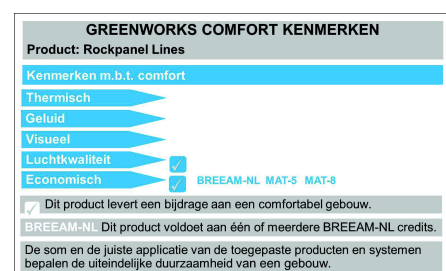 GREENWORKS COMFORT KENMERKEN
Product: Rockpanel Lines
Kenmerken m.b.t. comfort
Thermisch
Geluid
Visueel
Luchtkwaliteit
Economisch BREEAM-NL MAT-5 MAT-8
Dit product levert een bijdrage aan een comfortabel gebouw.
BREEAM-NL Dit product voldoet aan één of meerdere BREEAM-NL credits.
De som en de juiste applicatie van de toegepaste producten en systemen
bepalen de uiteindelijke duurzaamheid van een gebouw.